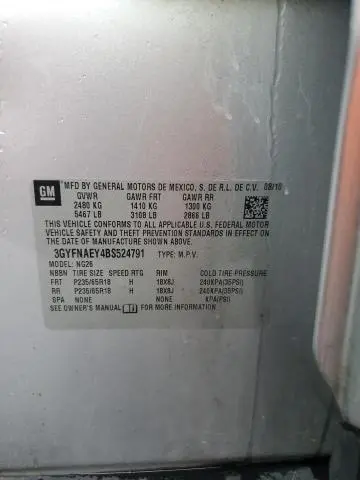 GM
MFD BY GENERAL MOTORS DE MEXICO, S. DE R.L. DE C.V. 08/10
GVWR GAWR FRT GAWR RR
2480 KG 1410 KG 1300 KG
5467 LB 3108 LB 2866 LB
THIS VEHICLE CONFORMS TO ALL APPLICABLE U.S. FEDERAL MOTOR
VEHICLE SAFETY AND THEFT PREVENTION STANDARDS IN EFFECT ON
THE DATE OF MANUFACTURE SHOWN ABOVE.
3GYFNAEY4BS524791 TYPE: M.P.V.
MODEL: NG26
NBBN TIRE SIZE SPEED RTG RIM COLD TIRE PRESSURE
FRT P235/65R18 H 18X8J 240KPA(35PSI)
RR P235/65R18 H 18X8J 240KPA(35PSI)
SPA NONE NONE KPA(PSI)
SEE OWNER'S MANUAL FOR MORE INFORMATION.